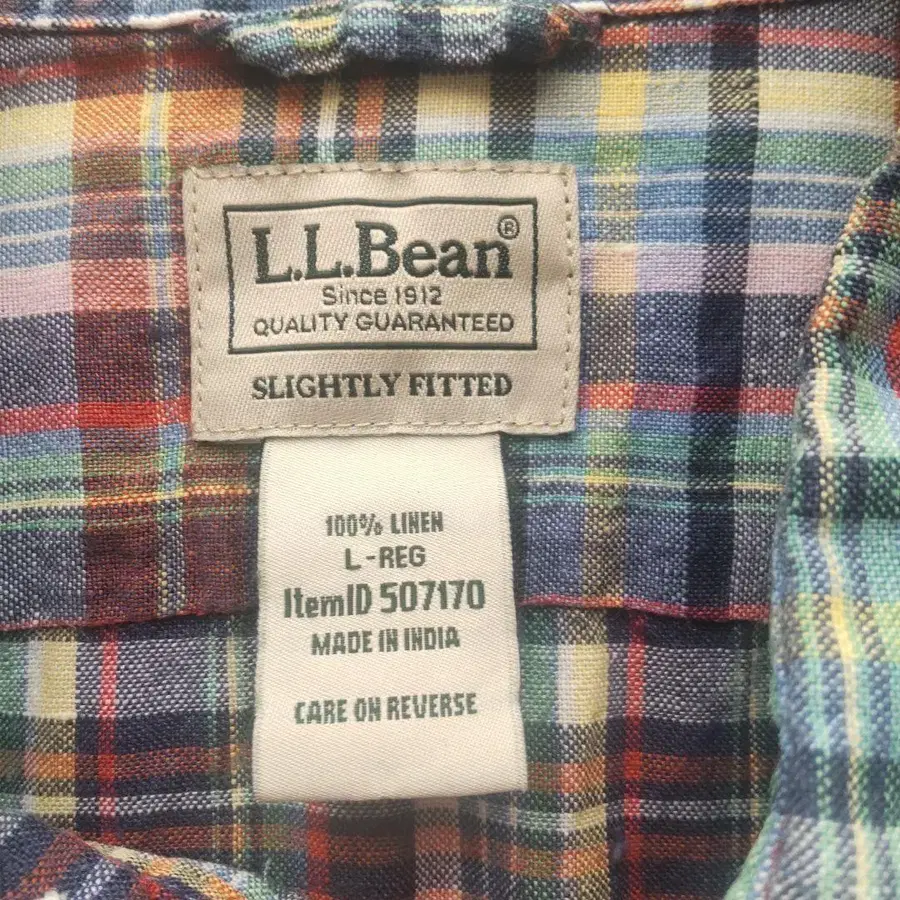 L.L.Bean®
Since 1912
QUALITY GUARANTEED
SLIGHTLY FITTED
100% LINEN
L-REG
ItemID 507170
MADE IN INDIA
CARE ON REVERSE